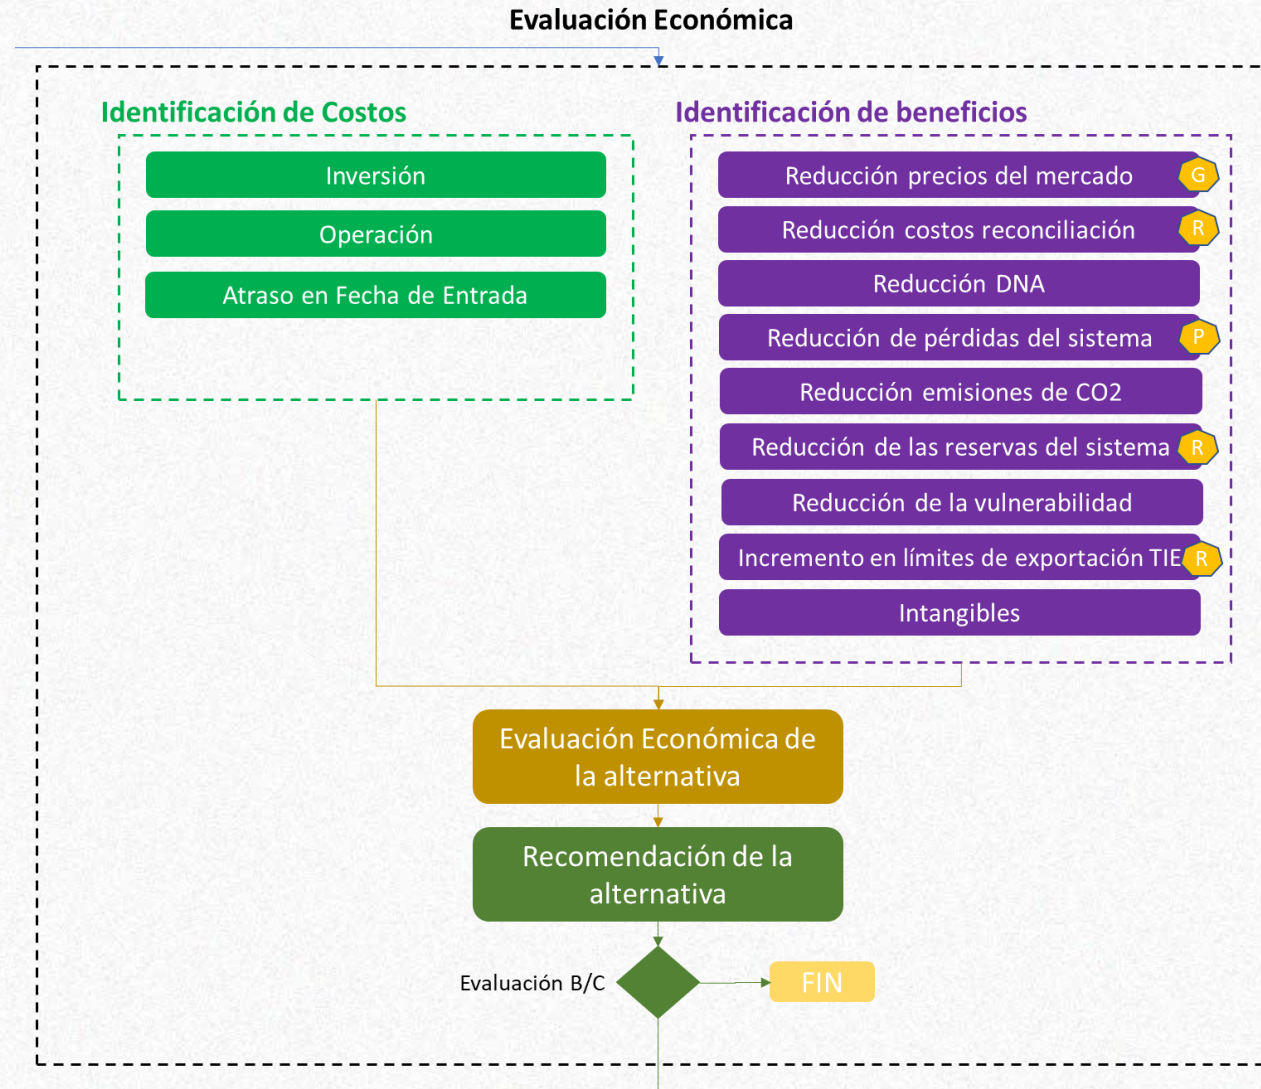 Evaluación Económica
Identificación de Costos
Inversión
Operación
Atraso en Fecha de Entrada
Identificación de beneficios
Reducción precios del mercado
G
Reducción costos reconciliación
R
Reducción DNA
Reducción de pérdidas del sistema
P
Reducción emisiones de CO2
Reducción de las reservas del sistema
R
Reducción de la vulnerabilidad
Incremento en límites de exportación TIE
R
Intangibles
Evaluación Económica de
la alternativa
Recomendación de la
alternativa
Evaluación B/C
FIN